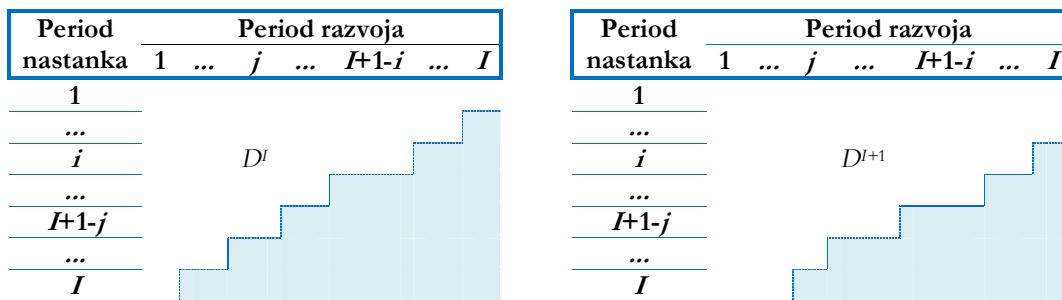 Period nastanka Period razvoja
1 ... j ... I+1-i ... I
1
...
i
...
I+1-j
...
I
D^I
Period nastanka Period razvoja
1 ... j ... I+1-i ... I
1
...
i
...
I+1-j
...
I
D^{I+1}